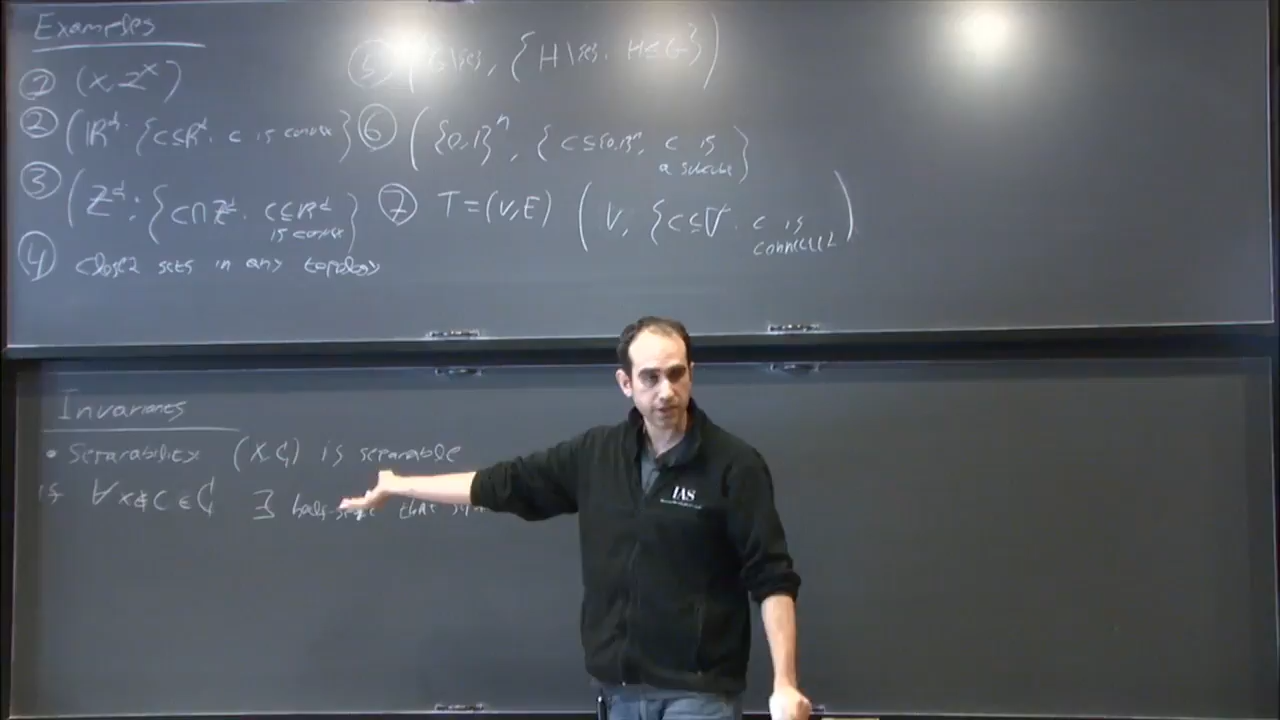 Examples
① (X, 2^X)
② (ℝ^d, {C⊆ℝ^d : C is convex})
③ (ℤ^d, {C∩ℤ^d : C⊆ℝ^d is convex})
④ closed sets in any topology
⑤ (G\{e}, {H\{e} : H≤G})
⑥ ({0,1}^n, {C⊆{0,1}^n, C is a subcube})
⑦ T=(V,E) (V, {C⊆V : C is connected})
Invariants
• Separability (X,C) is separable
if ∀ x∉C∈C ∃ half-space that
IAS